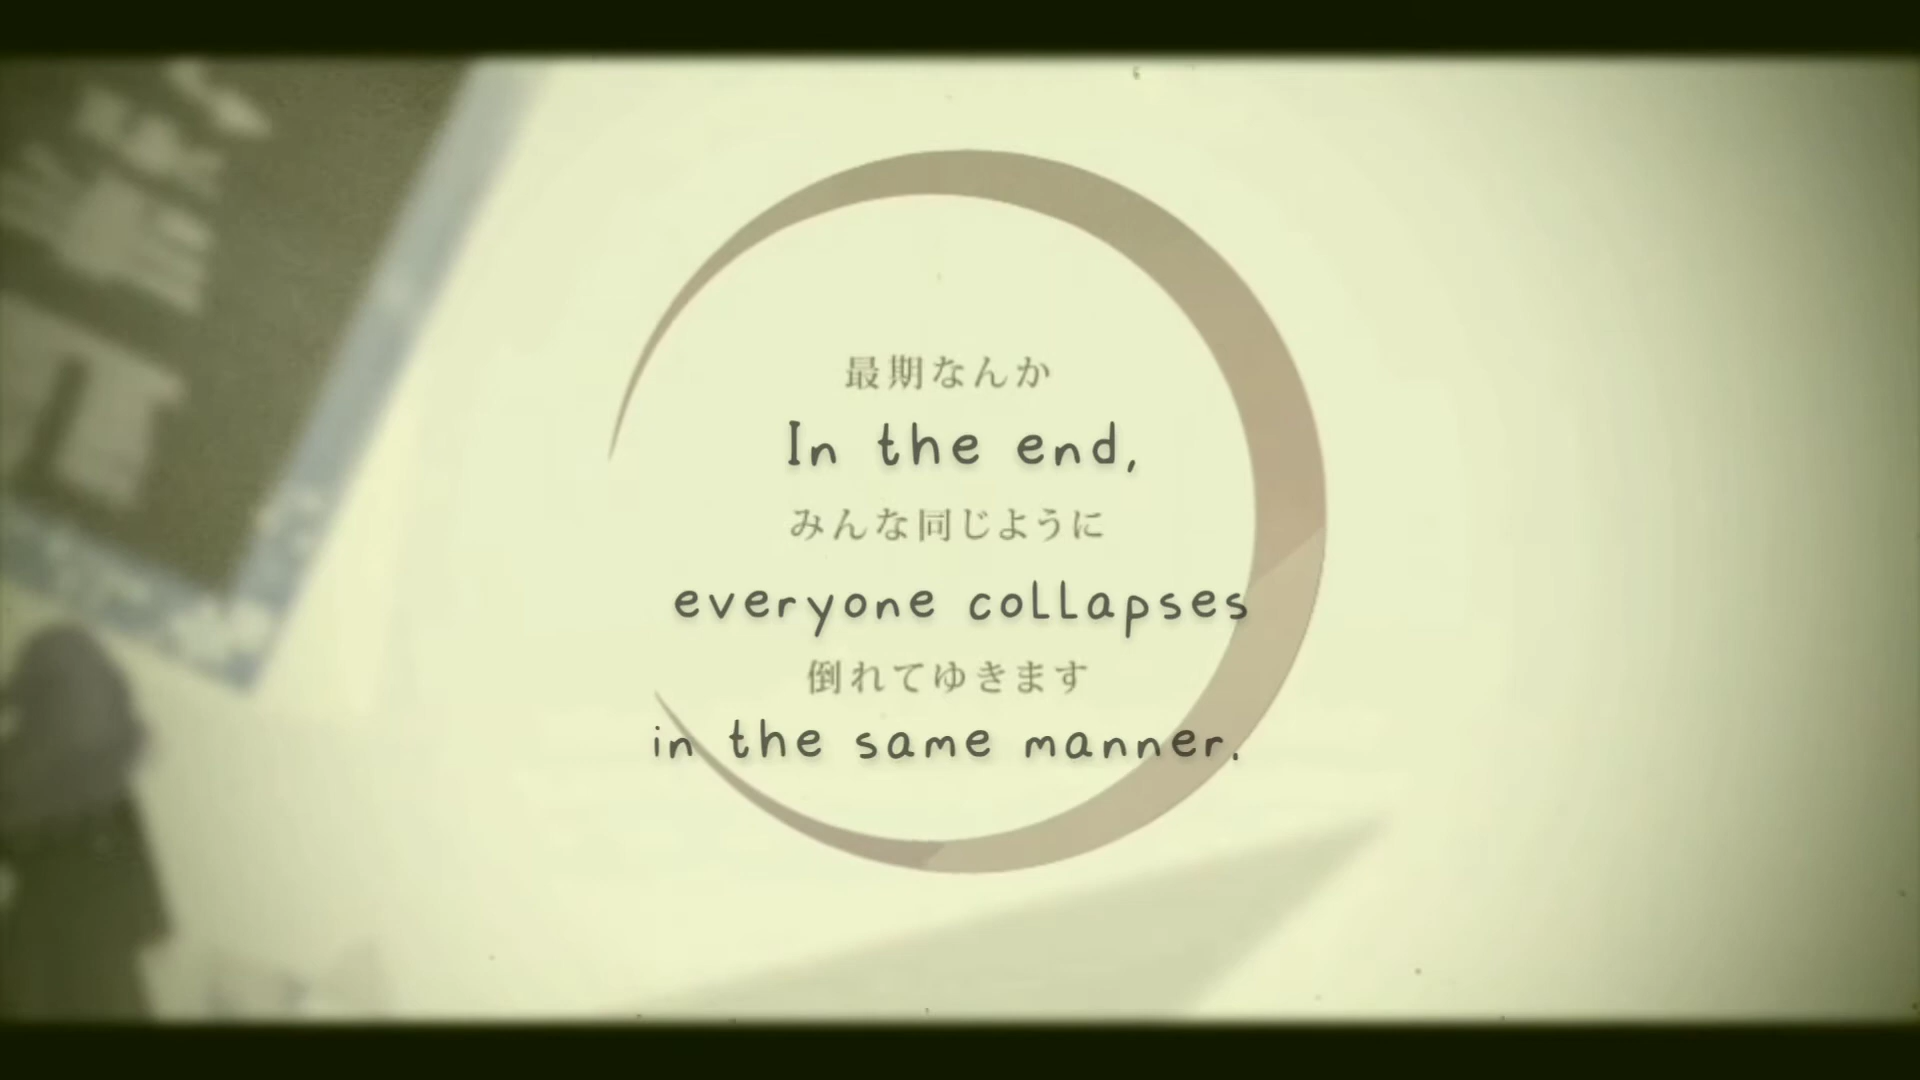 最期なんか
In the end,
みんな同じように
everyone collapses
倒れてゆきます
in the same manner.